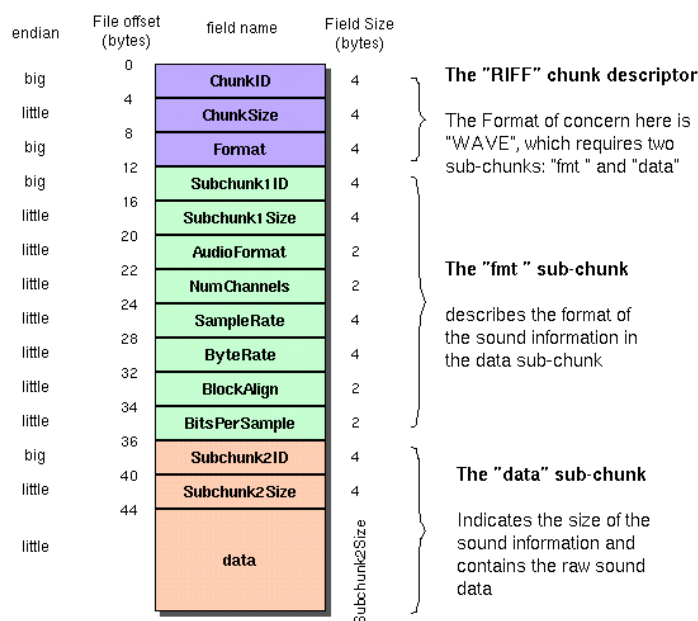 endian
File offset
(bytes)
field name
Field Size
(bytes)
0
big
ChunkID
4
4
little
ChunkSize
4
8
big
Format
4
12
big
Subchunk1ID
4
16
little
Subchunk1Size
4
20
little
AudioFormat
2
22
little
NumChannels
2
24
little
SampleRate
4
28
little
ByteRate
4
32
little
BlockAlign
2
34
little
BitsPerSample
2
36
big
Subchunk2ID
4
40
little
Subchunk2Size
4
44
little
data
Subchunk2Size
The "RIFF" chunk descriptor
The Format of concern here is
"WAVE", which requires two
sub-chunks: "fmt " and "data"
The "fmt " sub-chunk
describes the format of
the sound information in
the data sub-chunk
The "data" sub-chunk
Indicates the size of the
sound information and
contains the raw sound
data